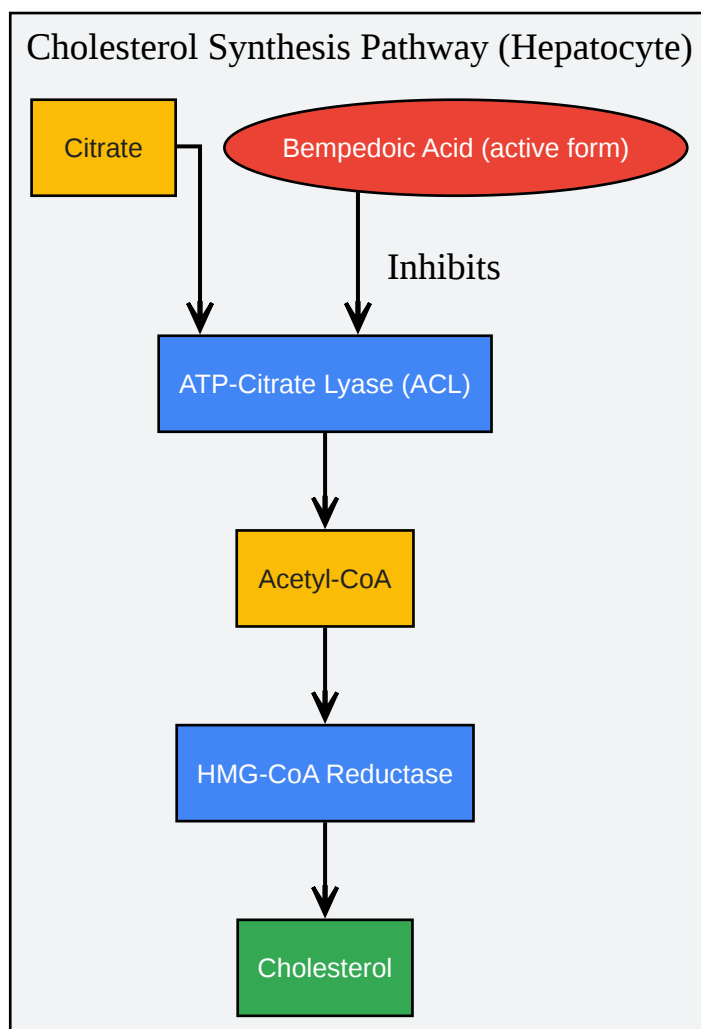 Cholesterol Synthesis Pathway (Hepatocyte)
Citrate
Bempedoic Acid (active form)
Inhibits
ATP-Citrate Lyase (ACL)
Acetyl-CoA
HMG-CoA Reductase
Cholesterol